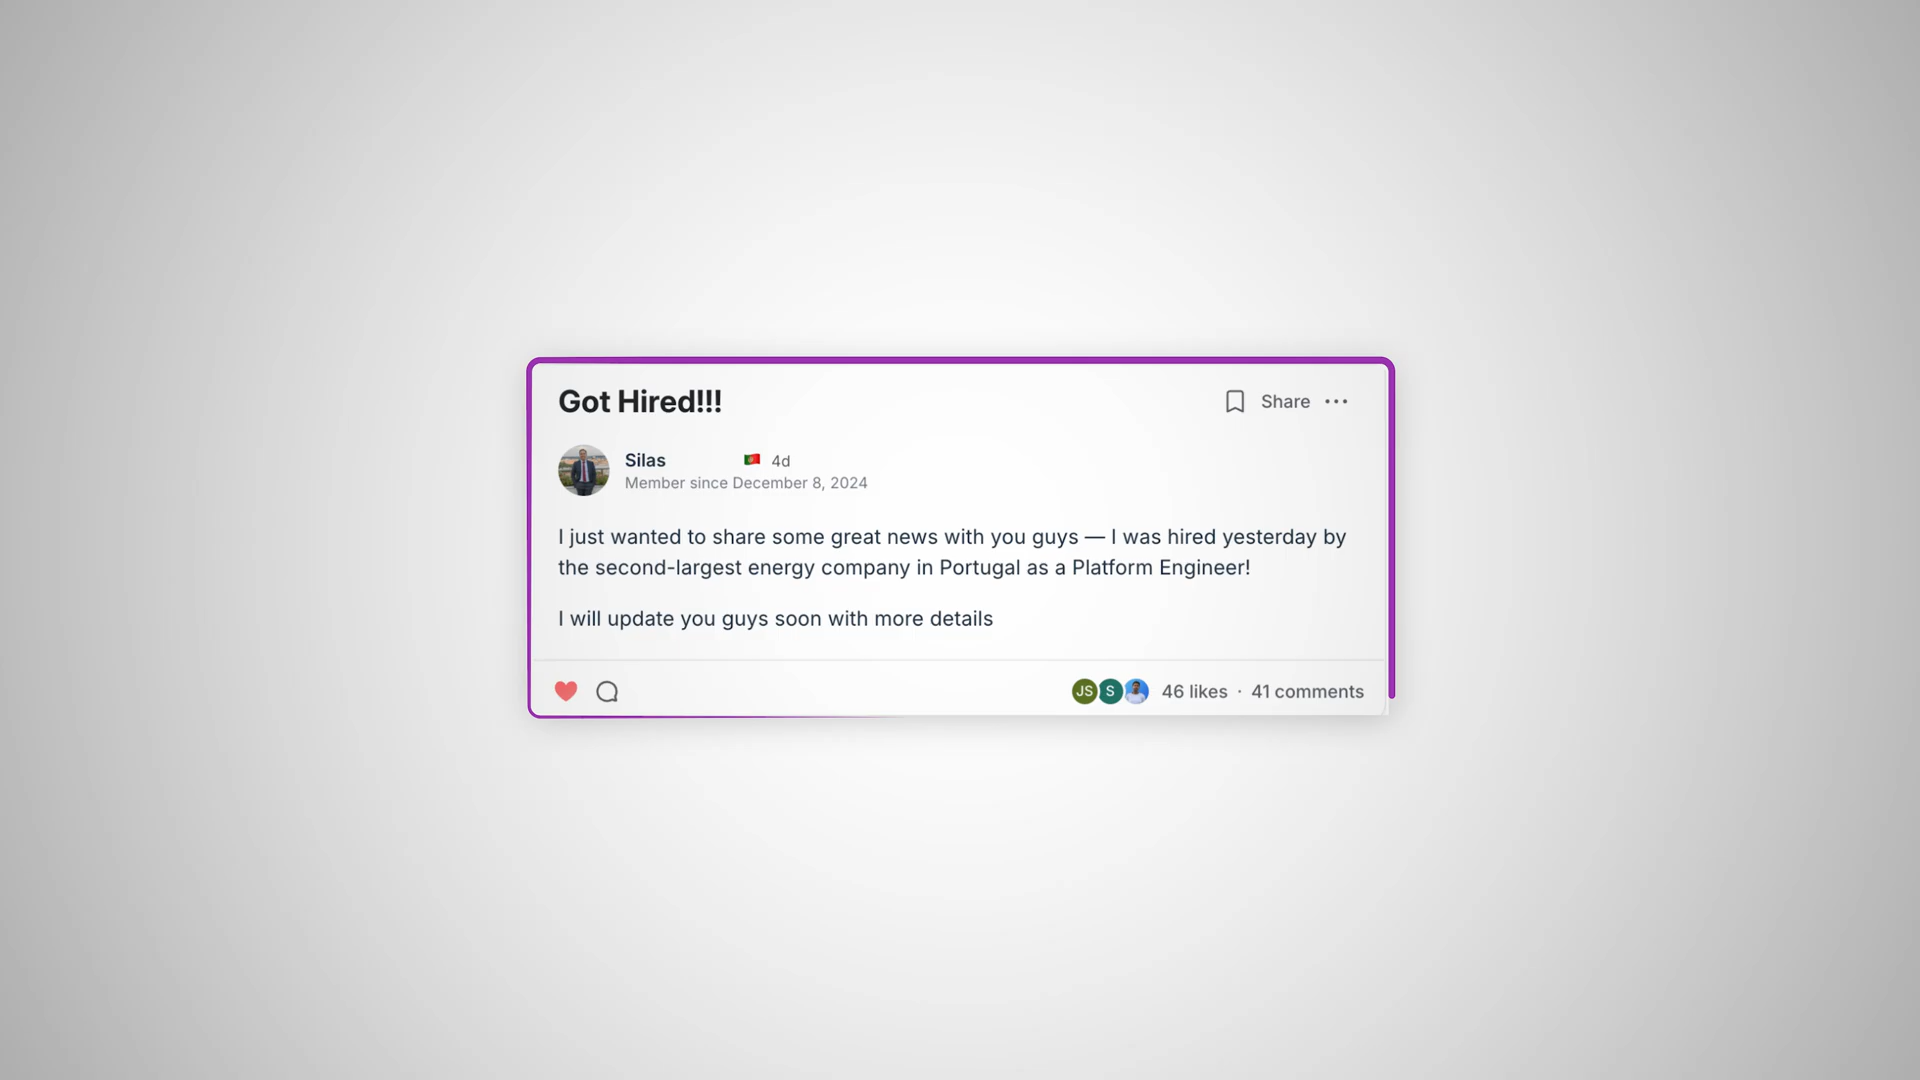 Got Hired!!!
Share
Silas 4d
Member since December 8, 2024
I just wanted to share some great news with you guys — I was hired yesterday by
the second-largest energy company in Portugal as a Platform Engineer!
I will update you guys soon with more details
JS S 46 likes · 41 comments